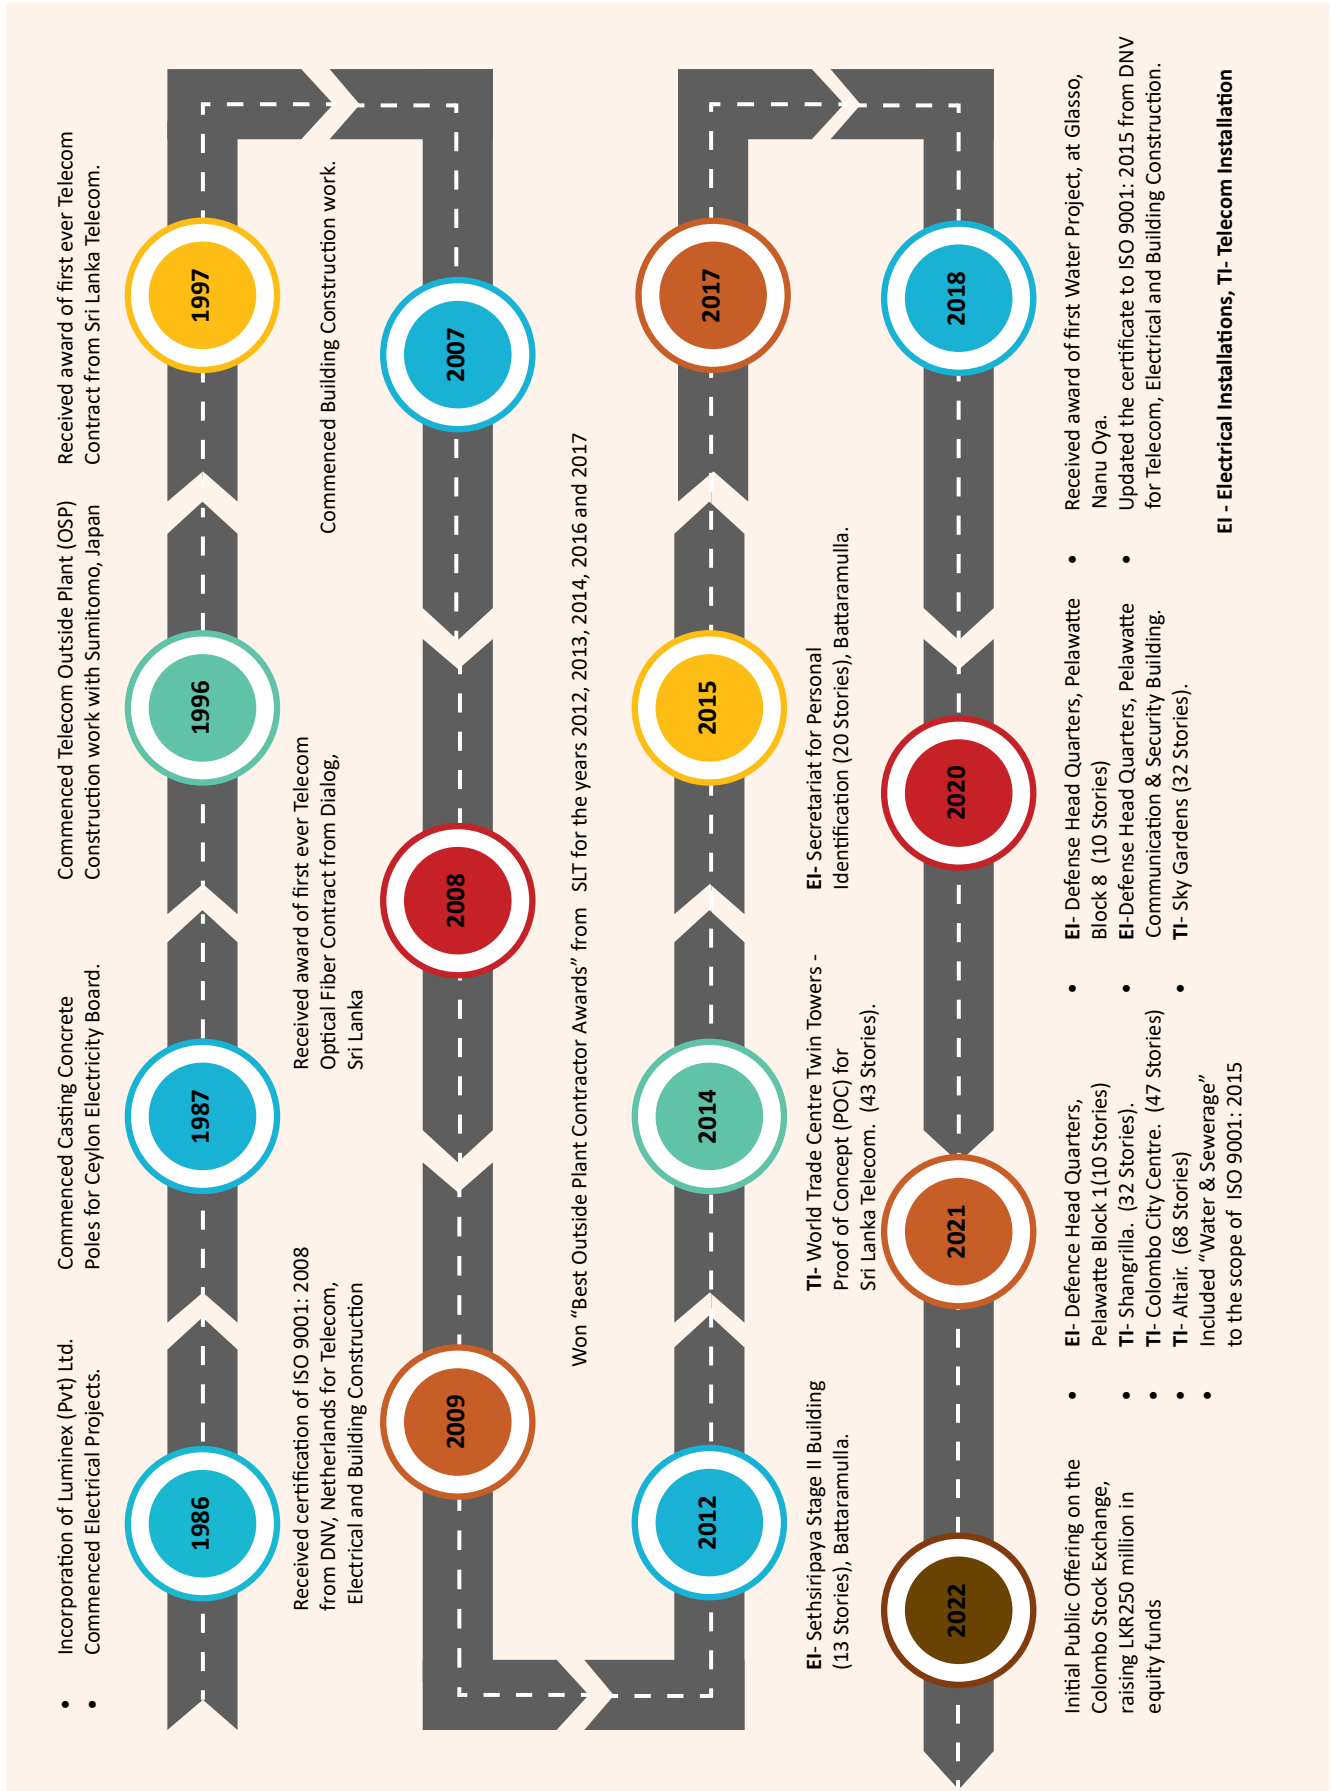 • Incorporation of Luminex (Pvt) Ltd.
• Commenced Electrical Projects.
1986
Commenced Casting Concrete
Poles for Ceylon Electricity Board.
1987
Commenced Telecom Outside Plant (OSP)
Construction work with Sumitomo, Japan
1996
Received award of first ever Telecom
Contract from Sri Lanka Telecom.
1997
Commenced Building Construction work.
2007
Received award of first ever Telecom
Optical Fiber Contract from Dialog,
Sri Lanka
2008
Received certification of ISO 9001: 2008
from DNV, Netherlands for Telecom,
Electrical and Building Construction
2009
Won “Best Outside Plant Contractor Awards” from SLT for the years 2012, 2013, 2014, 2016 and 2017
2012
EI- Sethsiripaya Stage II Building
(13 Stories), Battaramulla.
2014
TI- World Trade Centre Twin Towers -
Proof of Concept (POC) for
Sri Lanka Telecom. (43 Stories).
2015
EI- Secretariat for Personal
Identification (20 Stories), Battaramulla.
2017
2018
• Received award of first Water Project, at Glasso,
Nanu Oya.
• Updated the certificate to ISO 9001: 2015 from DNV
for Telecom, Electrical and Building Construction.
2020
• EI- Defense Head Quarters, Pelawatte
Block 8 (10 Stories)
• EI-Defense Head Quarters, Pelawatte
Communication & Security Building.
• TI- Sky Gardens (32 Stories).
2021
• EI- Defence Head Quarters,
Pelawatte Block 1(10 Stories)
• TI- Shangrilla. (32 Stories).
• TI- Colombo City Centre. (47 Stories)
• TI- Altair. (68 Stories)
• Included “Water & Sewerage”
to the scope of ISO 9001: 2015
2022
Initial Public Offering on the
Colombo Stock Exchange,
raising LKR250 million in
equity funds
EI - Electrical Installations, TI- Telecom Installation